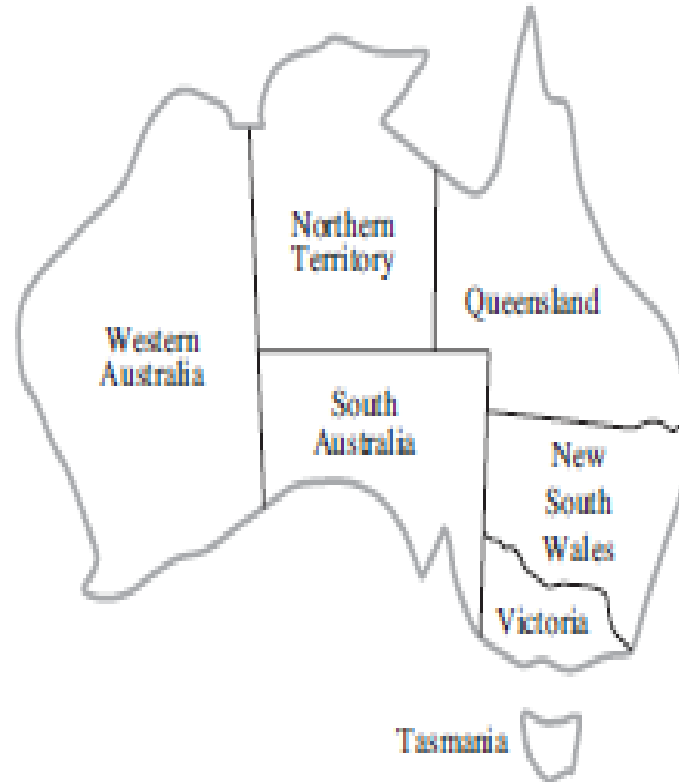 Northern
Territory
Queensland
Western
Australia
South
Australia
New
South
Wales
Victoria
Tasmania